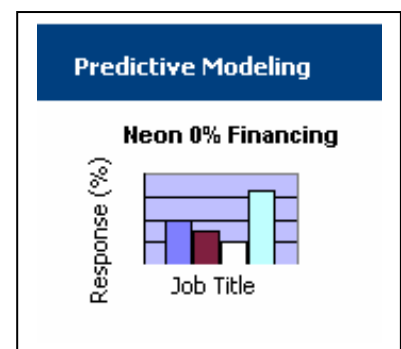 Predictive Modeling
Neon 0% Financing
Response (%)
Job Title